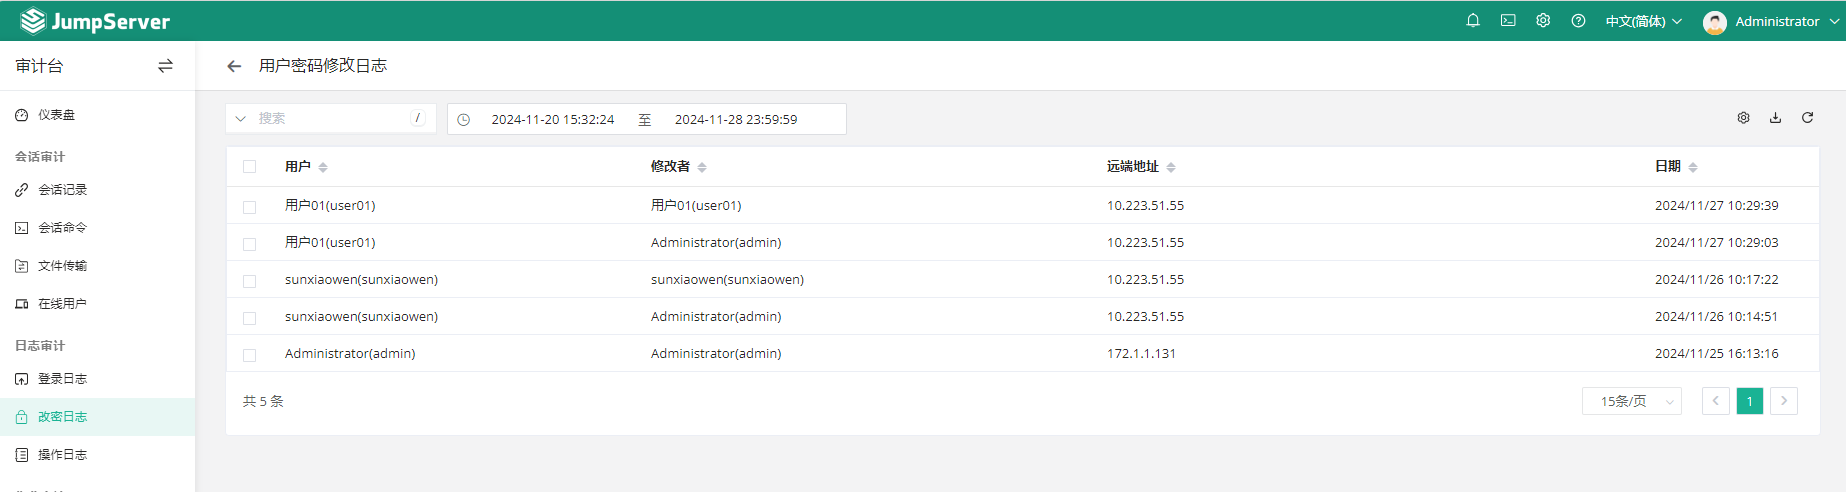 JumpServer
中文(简体)
Administrator
审计台
用户密码修改日志
仪表盘
搜索
/
2024-11-20 15:32:24 至 2024-11-28 23:59:59
会话审计
会话记录
会话命令
文件传输
在线用户
日志审计
登录日志
改密日志
操作日志
用户 修改者 远端地址 日期
用户01(user01) 用户01(user01) 10.223.51.55 2024/11/27 10:29:39
用户01(user01) Administrator(admin) 10.223.51.55 2024/11/27 10:29:03
sunxiaowen(sunxiaowen) sunxiaowen(sunxiaowen) 10.223.51.55 2024/11/26 10:17:22
sunxiaowen(sunxiaowen) Administrator(admin) 10.223.51.55 2024/11/26 10:14:51
Administrator(admin) Administrator(admin) 172.1.1.131 2024/11/25 16:13:16
共 5 条
15条/页
1